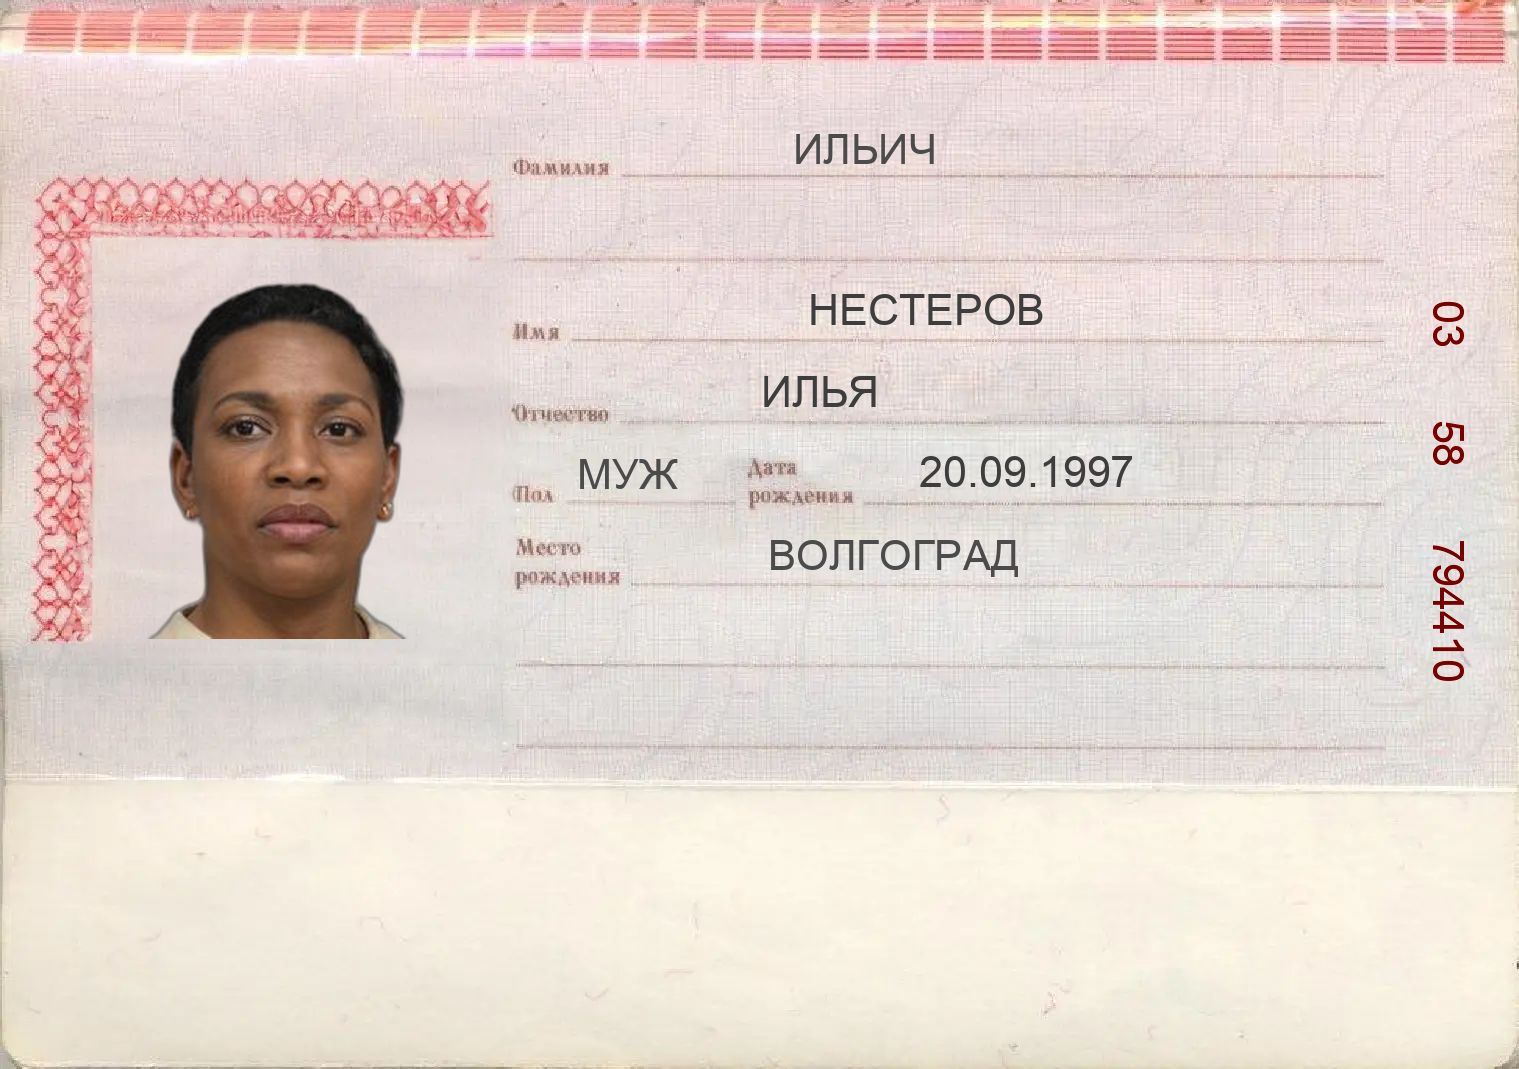 Фамилия ИЛЬИЧ
Имя НЕСТЕРОВ
Отчество ИЛЬЯ
Пол МУЖ Дата рождения 20.09.1997
Место рождения ВОЛГОГРАД
03 58 794410